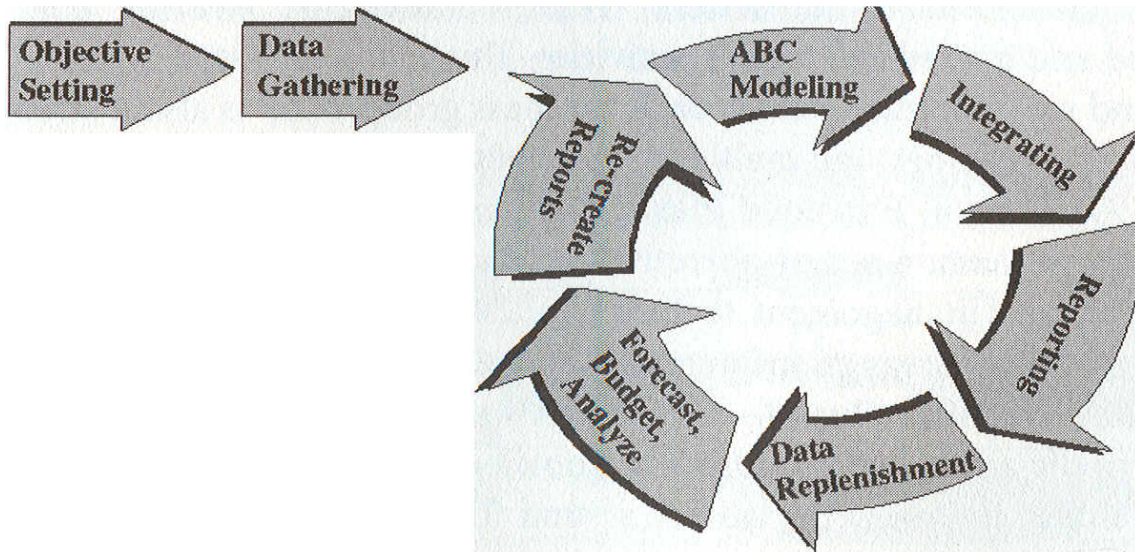 Objective
Setting
Data
Gathering
ABC
Modeling
Integrating
Reporting
Data
Replenishment
Forecast,
Budget,
Analyze
Re-create
Reports